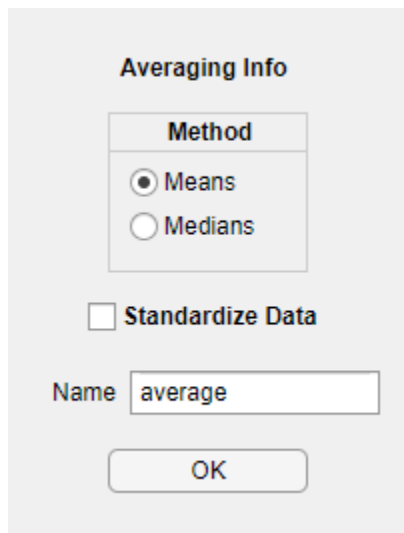 Averaging Info
Method
Means
Medians
Standardize Data
Name average
OK